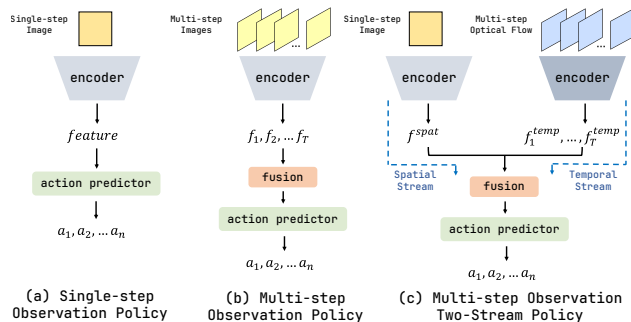 Single-step
Image
encoder
feature
action predictor
a₁, a₂, … aₙ
(a) Single-step
Observation Policy
Multi-step
Images
...
encoder
f₁, f₂, … f_T
fusion
action predictor
a₁, a₂, … aₙ
(b) Multi-step
Observation Policy
Single-step
Image
Multi-step
Optical Flow
...
encoder
encoder
f^spat
f₁^temp, …, f_T^temp
Spatial
Stream
fusion
Temporal
Stream
action predictor
a₁, a₂, … aₙ
(c) Multi-step Observation
Two-Stream Policy